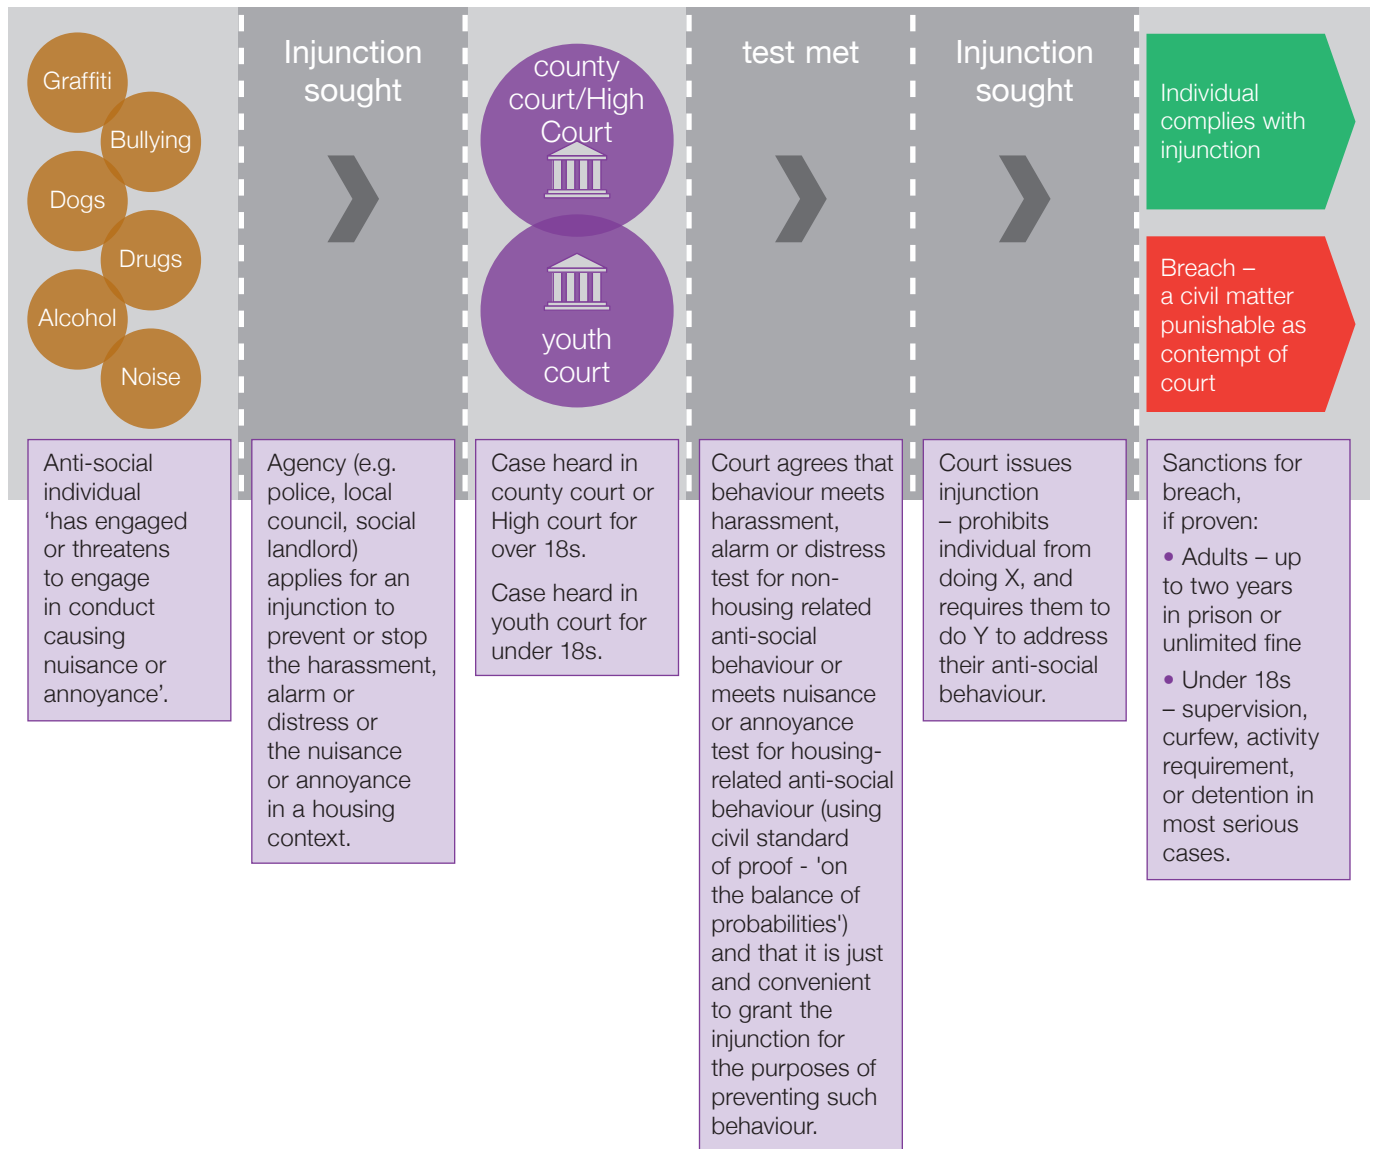 Graffiti
Bullying
Dogs
Drugs
Alcohol
Noise
Injunction
sought
county
court/High
Court
youth
court
test met
Injunction
sought
Individual
complies with
injunction
Breach –
a civil matter
punishable as
contempt of
court
Anti-social
individual
‘has engaged
or threatens
to engage
in conduct
causing
nuisance or
annoyance’.
Agency (e.g.
police, local
council, social
landlord)
applies for an
injunction to
prevent or stop
the harassment,
alarm or
distress or
the nuisance
or annoyance
in a housing
context.
Case heard in
county court or
High court for
over 18s.
Case heard in
youth court for
under 18s.
Court agrees that
behaviour meets
harassment,
alarm or distress
test for non-
housing related
anti-social
behaviour or
meets nuisance
or annoyance
test for housing-
related anti-social
behaviour (using
civil standard
of proof - 'on
the balance of
probabilities')
and that it is just
and convenient
to grant the
injunction for
the purposes of
preventing such
behaviour.
Court issues
injunction
– prohibits
individual from
doing X, and
requires them to
do Y to address
their anti-social
behaviour.
Sanctions for
breach,
if proven:
• Adults – up
to two years
in prison or
unlimited fine
• Under 18s
– supervision,
curfew, activity
requirement,
or detention in
most serious
cases.